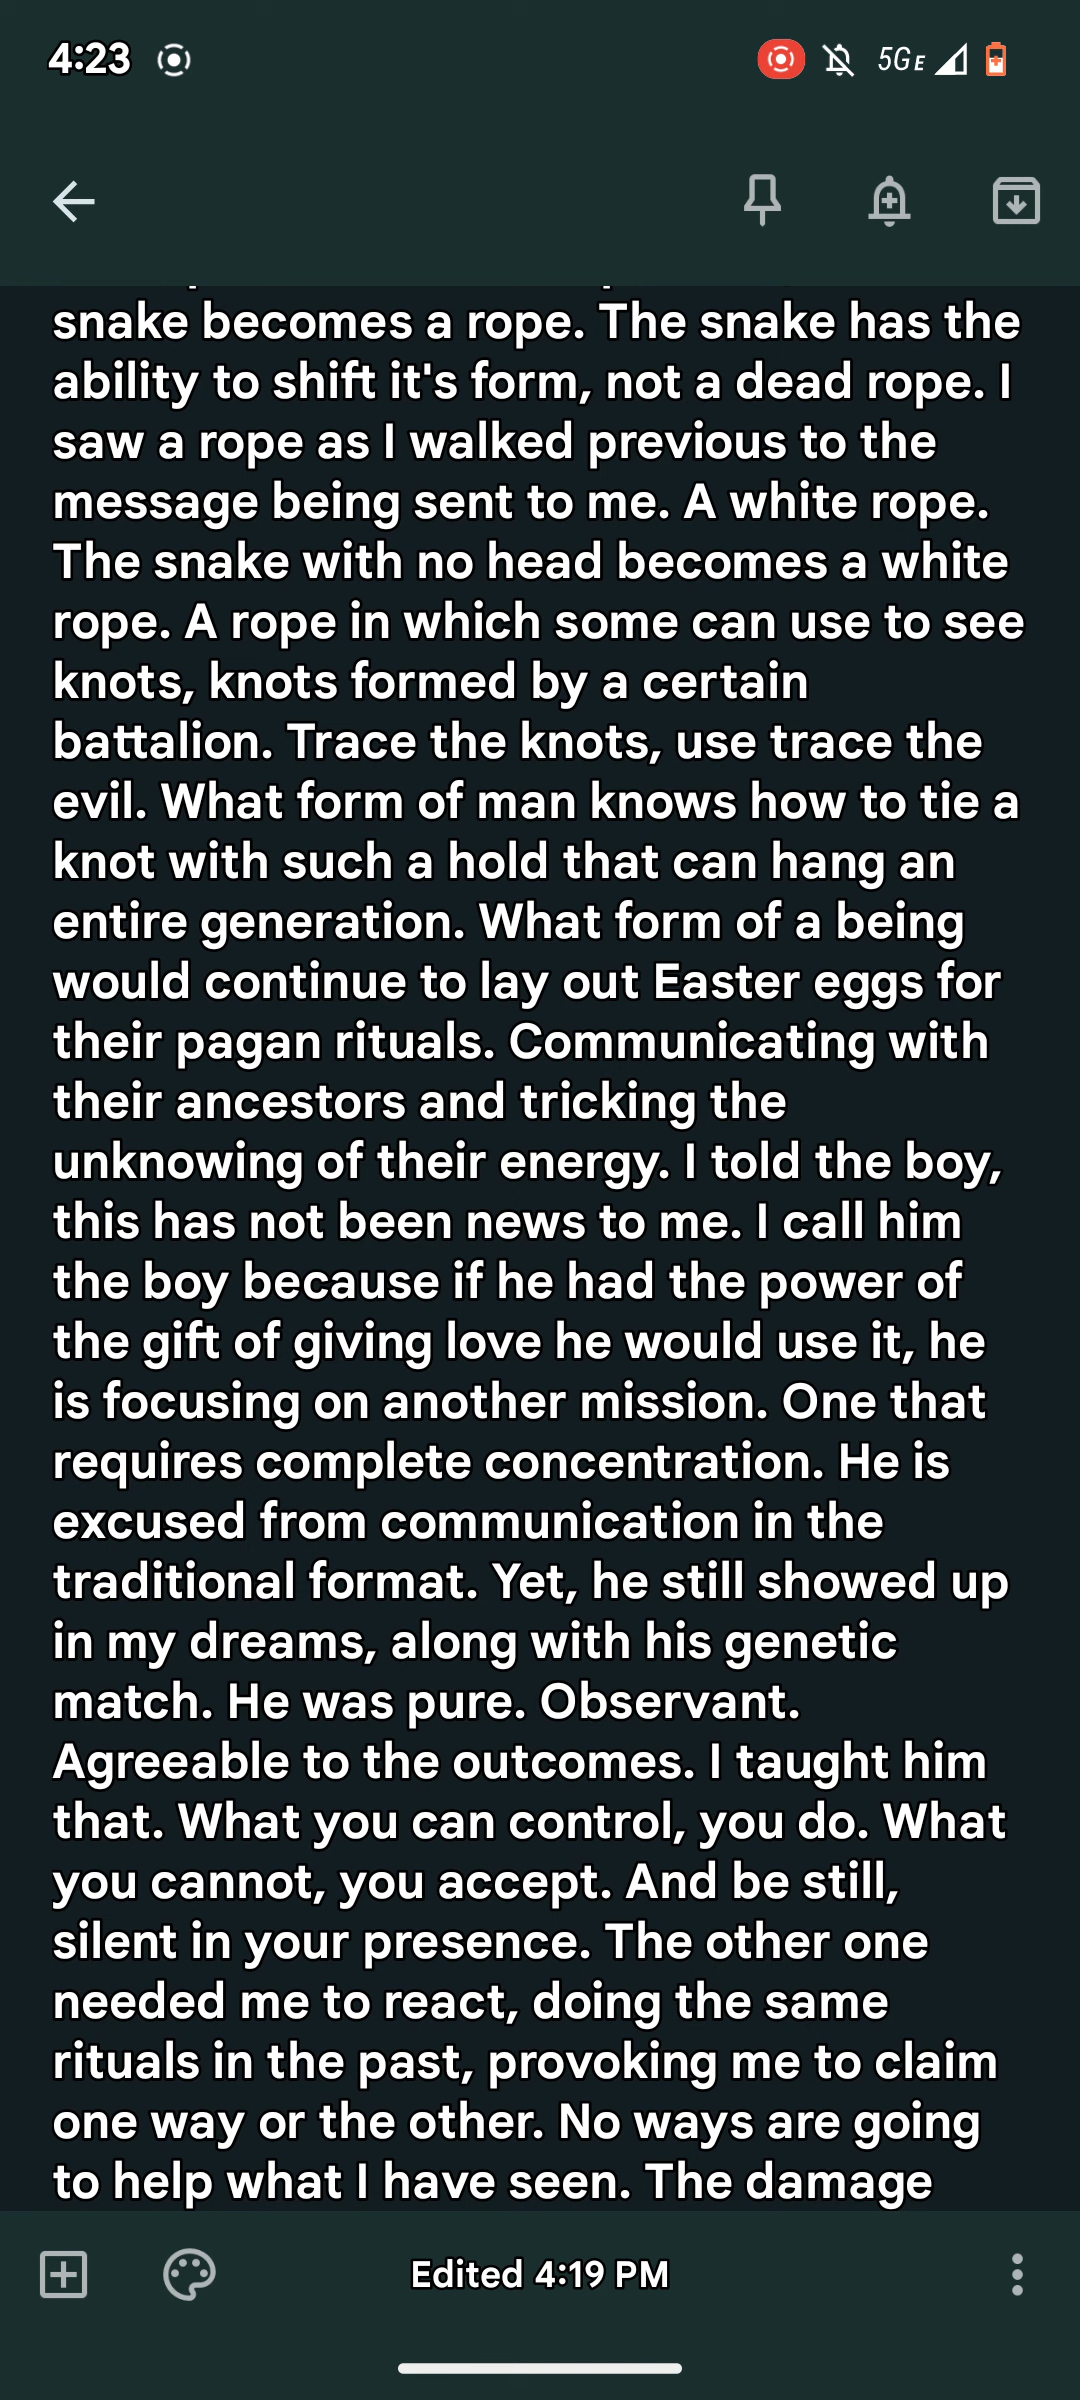 4:23
5GE
snake becomes a rope. The snake has the
ability to shift it's form, not a dead rope. I
saw a rope as I walked previous to the
message being sent to me. A white rope.
The snake with no head becomes a white
rope. A rope in which some can use to see
knots, knots formed by a certain
battalion. Trace the knots, use trace the
evil. What form of man knows how to tie a
knot with such a hold that can hang an
entire generation. What form of a being
would continue to lay out Easter eggs for
their pagan rituals. Communicating with
their ancestors and tricking the
unknowing of their energy. I told the boy,
this has not been news to me. I call him
the boy because if he had the power of
the gift of giving love he would use it, he
is focusing on another mission. One that
requires complete concentration. He is
excused from communication in the
traditional format. Yet, he still showed up
in my dreams, along with his genetic
match. He was pure. Observant.
Agreeable to the outcomes. I taught him
that. What you can control, you do. What
you cannot, you accept. And be still,
silent in your presence. The other one
needed me to react, doing the same
rituals in the past, provoking me to claim
one way or the other. No ways are going
to help what I have seen. The damage
Edited 4:19 PM